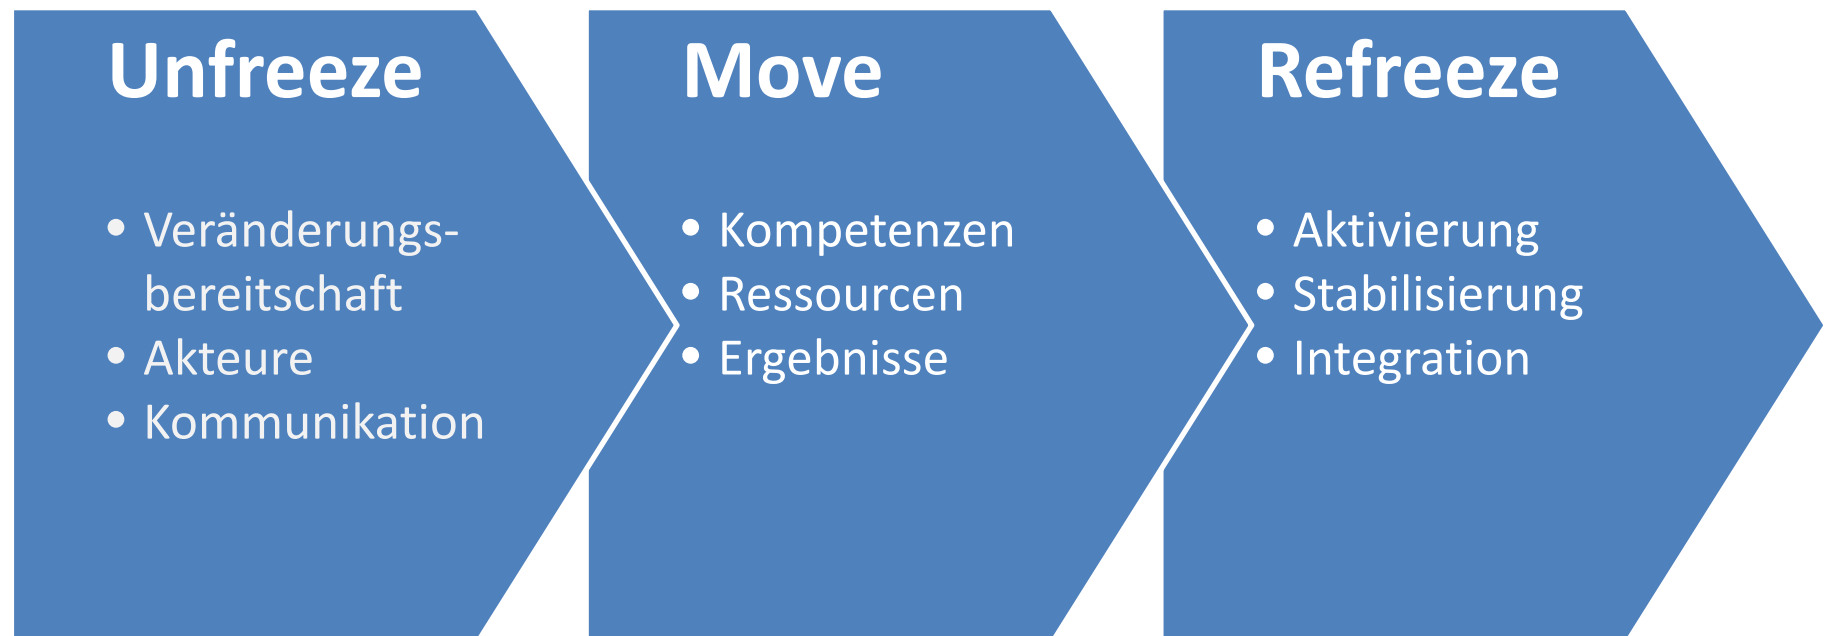 Unfreeze
• Veränderungs-
bereitschaft
• Akteure
• Kommunikation
Move
• Kompetenzen
• Ressourcen
• Ergebnisse
Refreeze
• Aktivierung
• Stabilisierung
• Integration